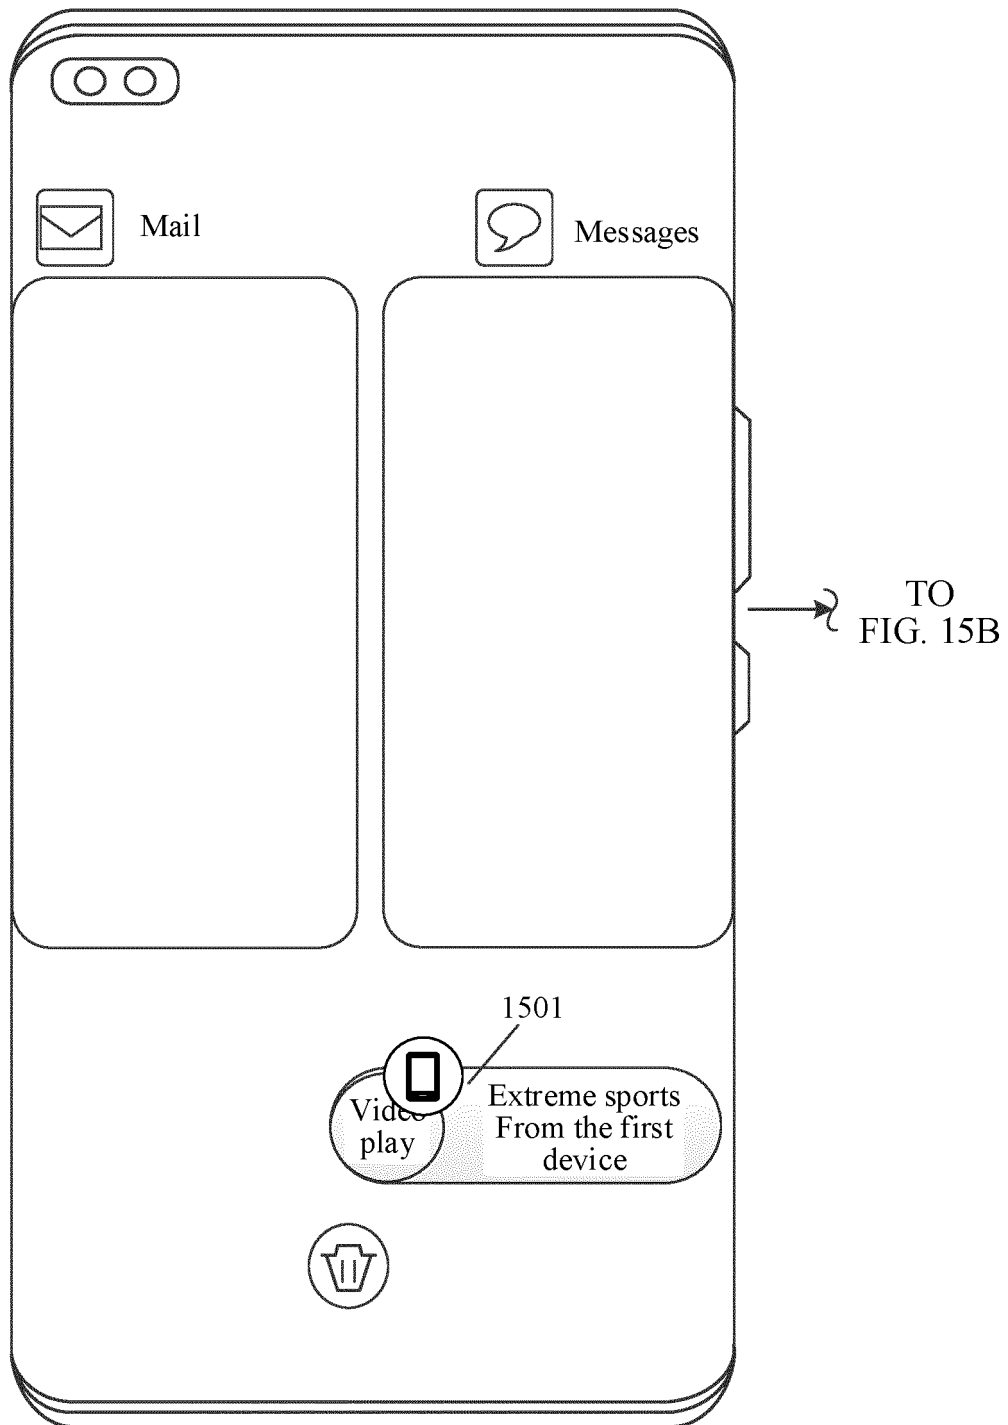 Mail
Messages
TO
FIG. 15B
1501
Video
play
Extreme sports
From the first
device